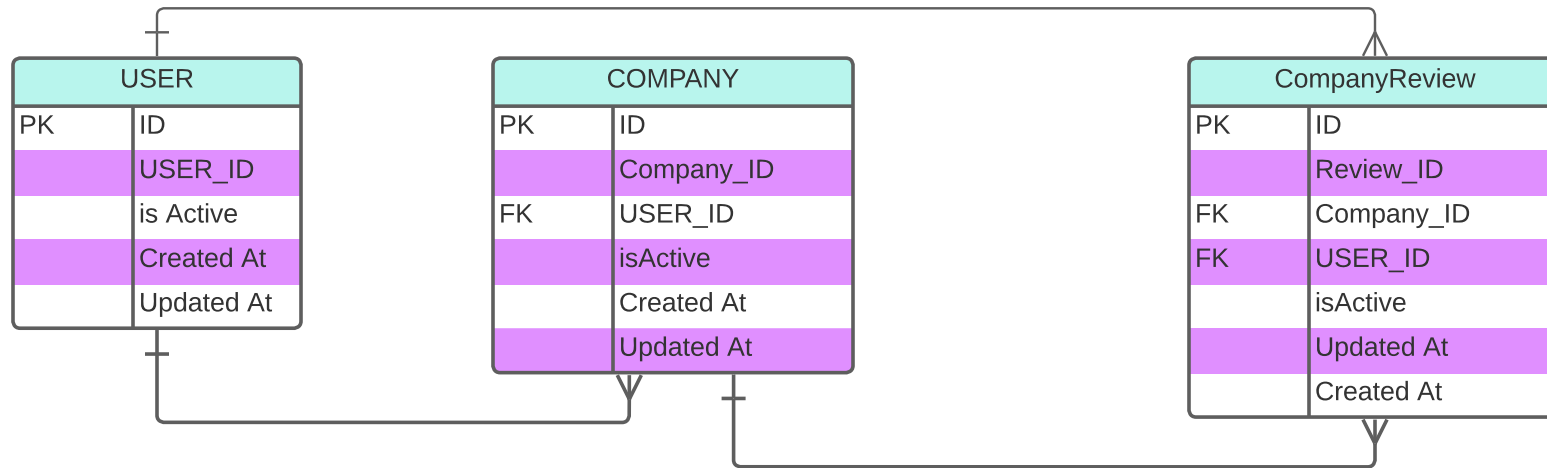 USER
PK ID
USER_ID
is Active
Created At
Updated At
COMPANY
PK ID
Company_ID
FK USER_ID
isActive
Created At
Updated At
CompanyReview
PK ID
Review_ID
FK Company_ID
FK USER_ID
isActive
Updated At
Created At